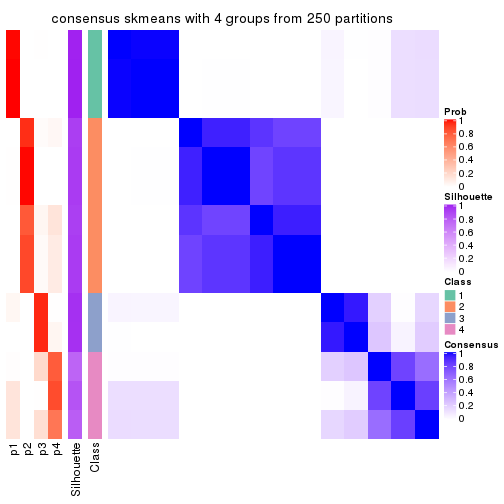 consensus skmeans with 4 groups from 250 partitions
Prob
1
0.8
0.6
0.4
0.2
0
Silhouette
1
0.8
0.6
0.4
0.2
0
Class
1
2
3
4
Consensus
1
0.8
0.6
0.4
0.2
0
p1
p2
p3
p4
Silhouette
Class